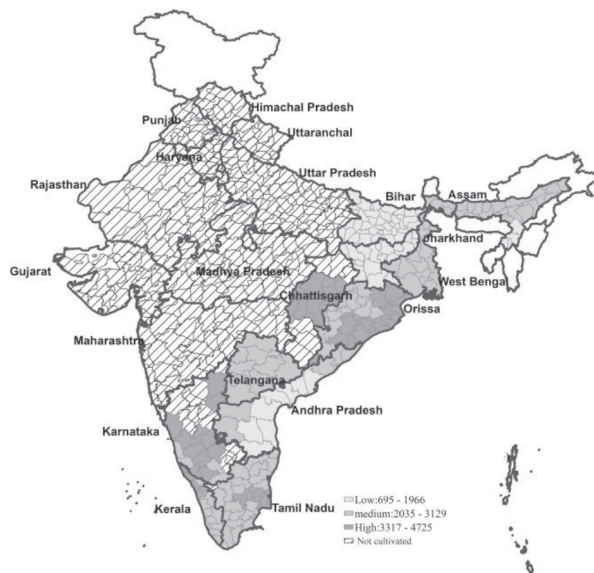 Himachal Pradesh
Punjab
Uttaranchal
Haryana
Uttar Pradesh
Rajasthan
Bihar
Assam
Jharkhand
Gujarat
Madhya Pradesh
West Benga
Chhattisgarh
Orissa
Maharashtra
Telangana
Andhra Pradesh
Karnataka
Kerala
Tamil Nadu
Low:695 - 1966
medium:2035 - 3129
High:3317 - 4725
Not cultivated